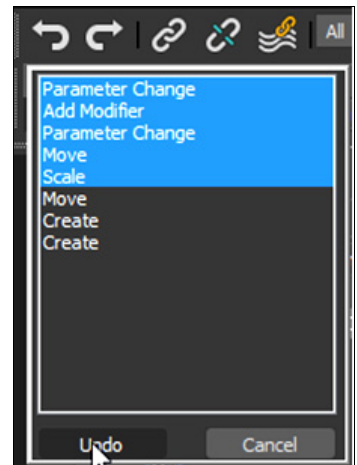 All
Parameter Change
Add Modifier
Parameter Change
Move
Scale
Move
Create
Create
Undo
Cancel